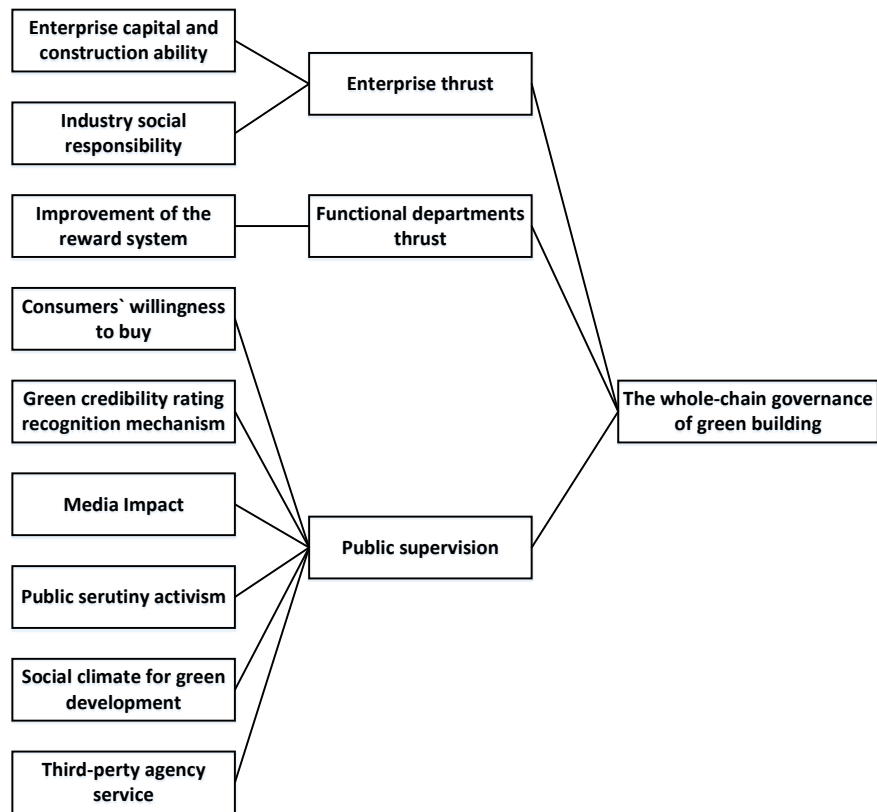 Enterprise capital and
construction ability
Industry social
responsibility
Improvement of the
reward system
Consumers` willingness
to buy
Green credibility rating
recognition mechanism
Media Impact
Public serutiny activism
Social climate for green
development
Third-perty agency
service
Enterprise thrust
Functional departments
thrust
Public supervision
The whole-chain governance
of green building